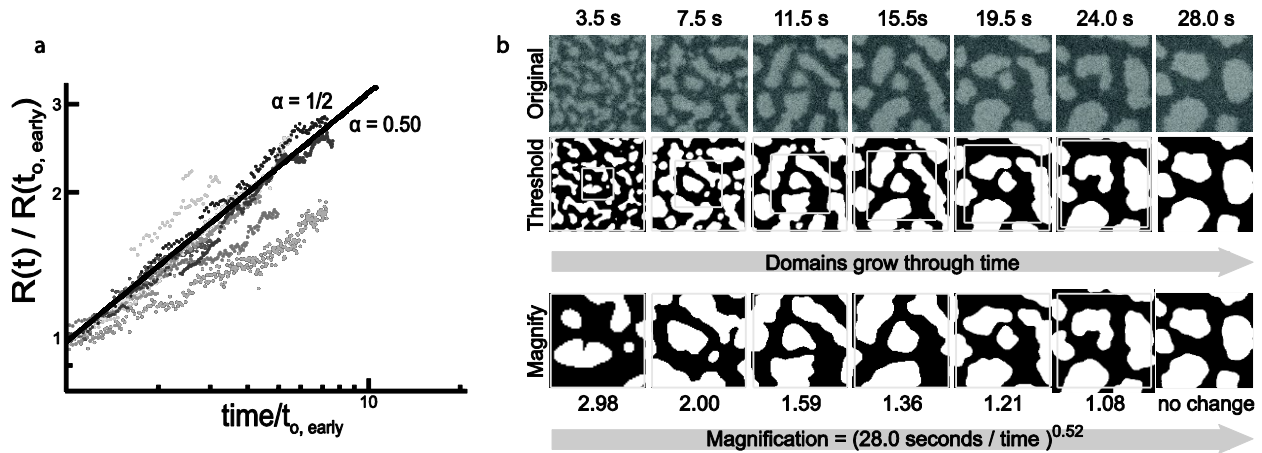 a
R(t) / R(to, early)
3
2
1
α = 1/2
α = 0.50
10
time/to, early
b
3.5 s 7.5 s 11.5 s 15.5s 19.5 s 24.0 s 28.0 s
Original
Threshold
Domains grow through time
Magnify
2.98 2.00 1.59 1.36 1.21 1.08 no change
Magnification = (28.0 seconds / time )0.52